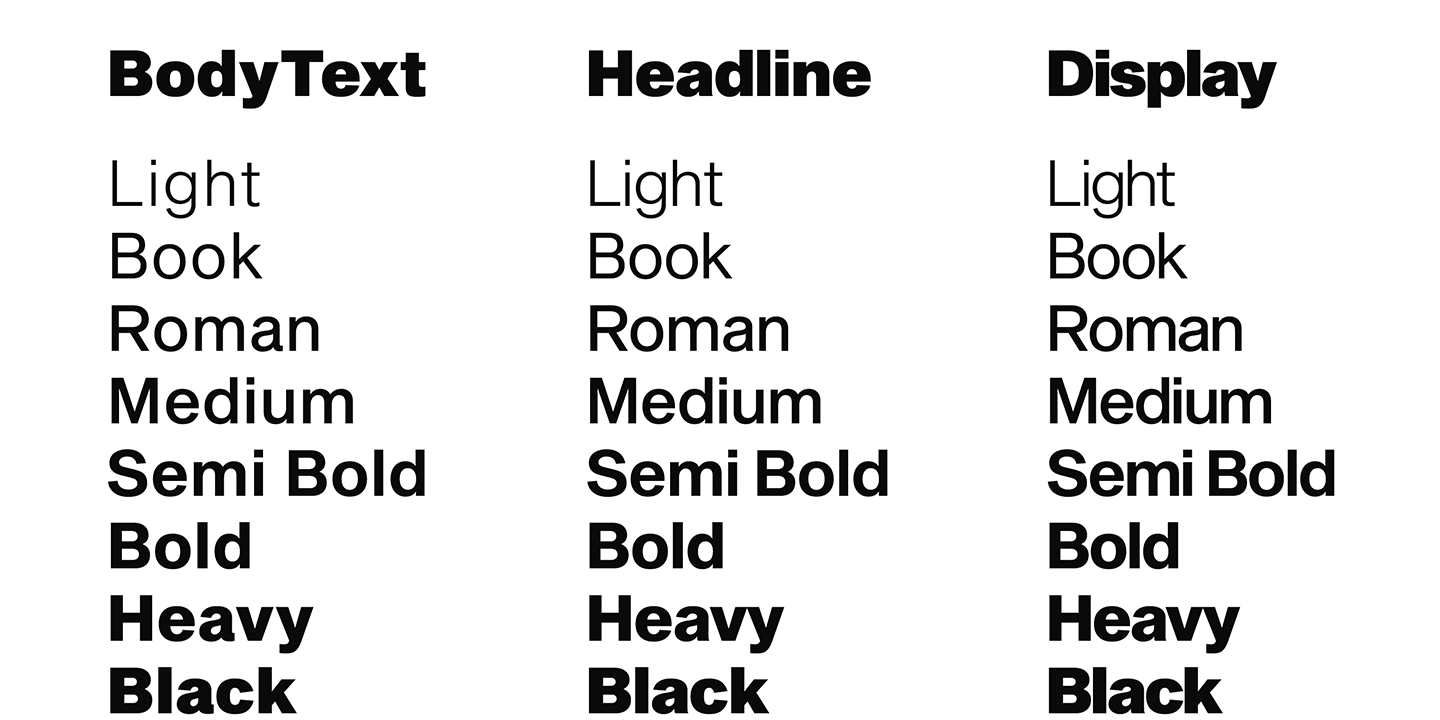 BodyText Headline Display
Light Light Light
Book Book Book
Roman Roman Roman
Medium Medium Medium
Semi Bold Semi Bold Semi Bold
Bold Bold Bold
Heavy Heavy Heavy
Black Black Black